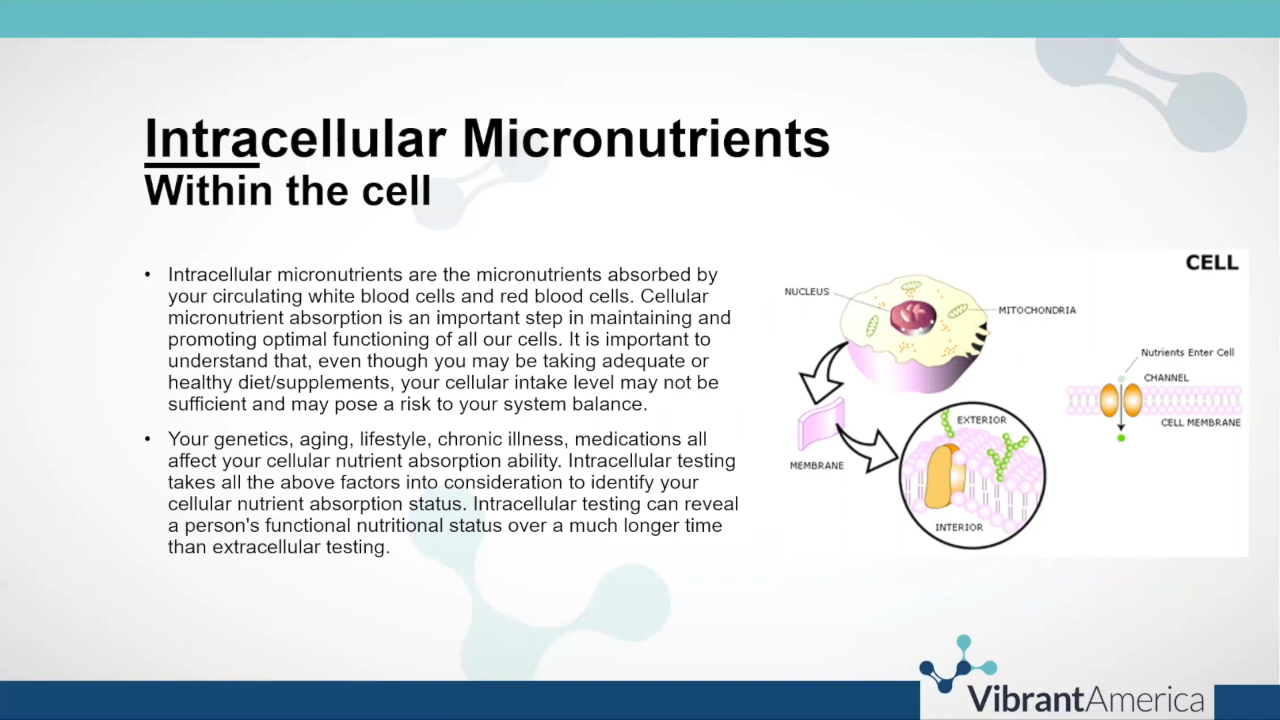 Intracellular Micronutrients
Within the cell
• Intracellular micronutrients are the micronutrients absorbed by
your circulating white blood cells and red blood cells. Cellular
micronutrient absorption is an important step in maintaining and
promoting optimal functioning of all our cells. It is important to
understand that, even though you may be taking adequate or
healthy diet/supplements, your cellular intake level may not be
sufficient and may pose a risk to your system balance.
• Your genetics, aging, lifestyle, chronic illness, medications all
affect your cellular nutrient absorption ability. Intracellular testing
takes all the above factors into consideration to identify your
cellular nutrient absorption status. Intracellular testing can reveal
a person's functional nutritional status over a much longer time
than extracellular testing.
CELL
NUCLEUS
MITOCHONDRIA
Nutrients Enter Cell
CHANNEL
CELL MEMBRANE
EXTERIOR
MEMBRANE
INTERIOR
VibrantAmerica